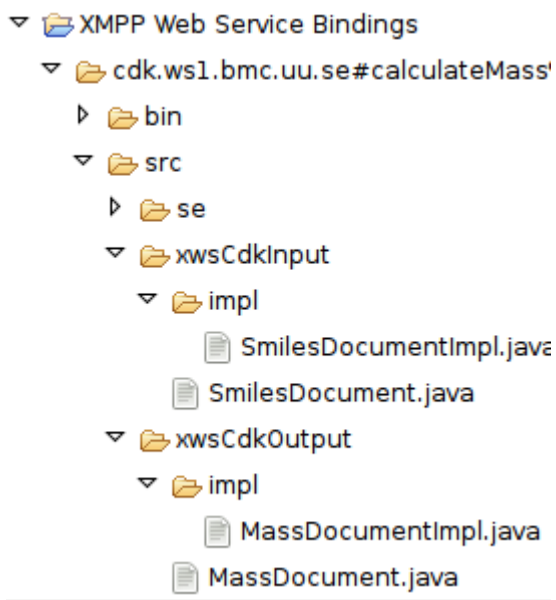 XMPP Web Service Bindings
cdk.ws1.bmc.uu.se#calculateMass
bin
src
se
xwsCdkInput
impl
SmilesDocumentImpl.java
SmilesDocument.java
xwsCdkOutput
impl
MassDocumentImpl.java
MassDocument.java